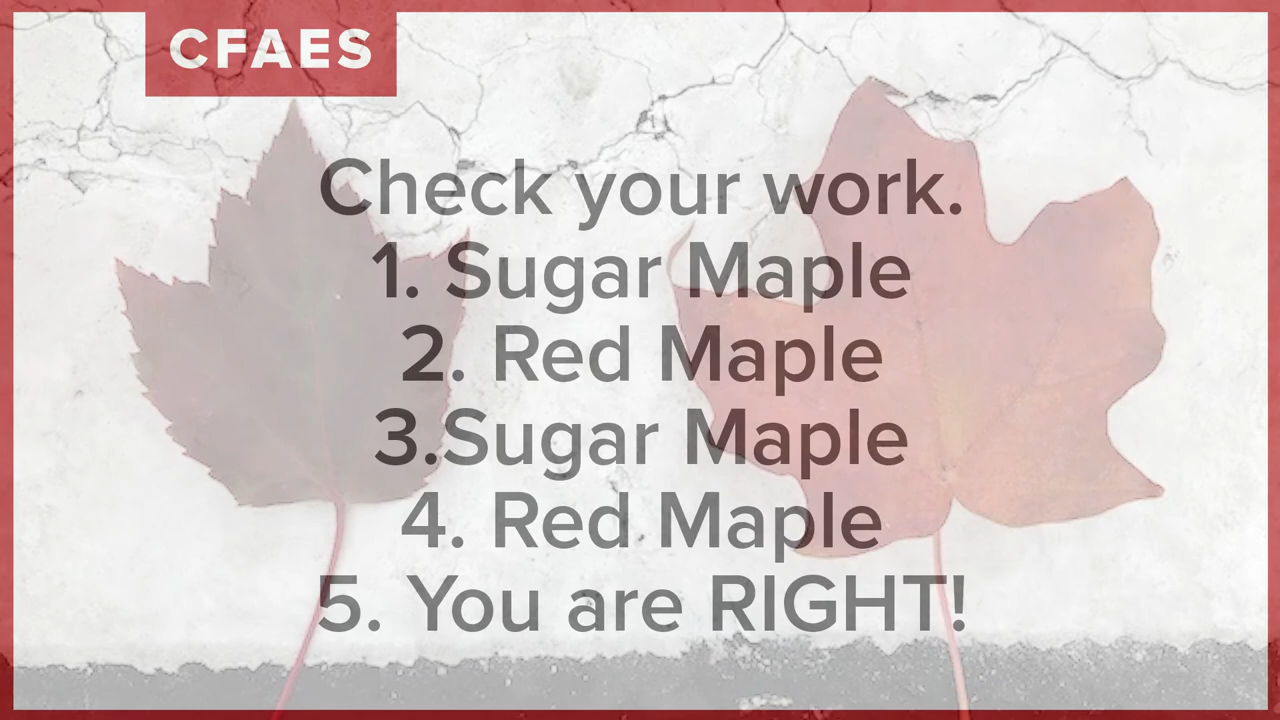 CFAES
Check your work.
1. Sugar Maple
2. Red Maple
3.Sugar Maple
4. Red Maple
5. You are RIGHT!